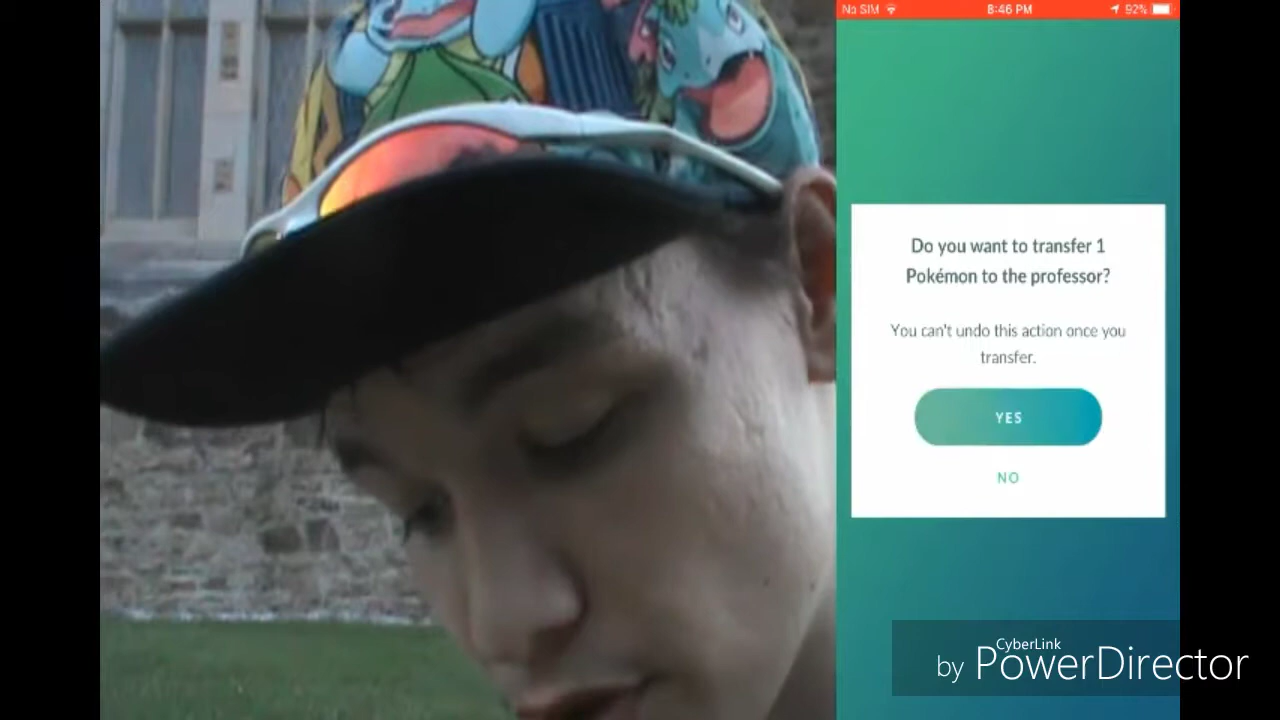 No SIM 8:46 PM 92%
Do you want to transfer 1
Pokémon to the professor?
You can't undo this action once you
transfer.
YES
NO
CyberLink
by PowerDirector